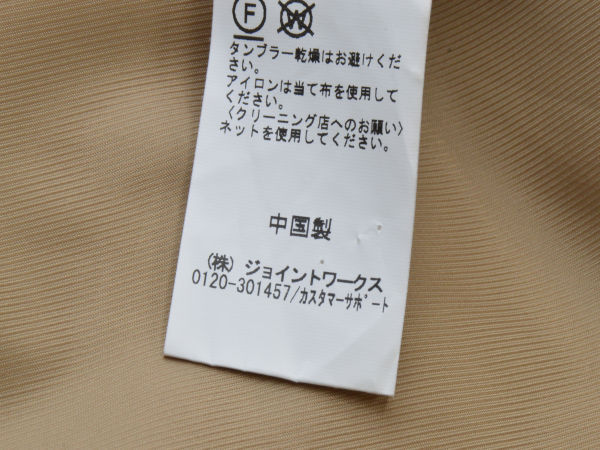 F W
タンブラー乾燥はお避けくだ
さい。
アイロンは当て布を使用して
ください。
〈クリーニング店へのお願い〉
ネットを使用してください。
中国製
(株) ジョイントワークス
0120-301457/カスタマーサポート